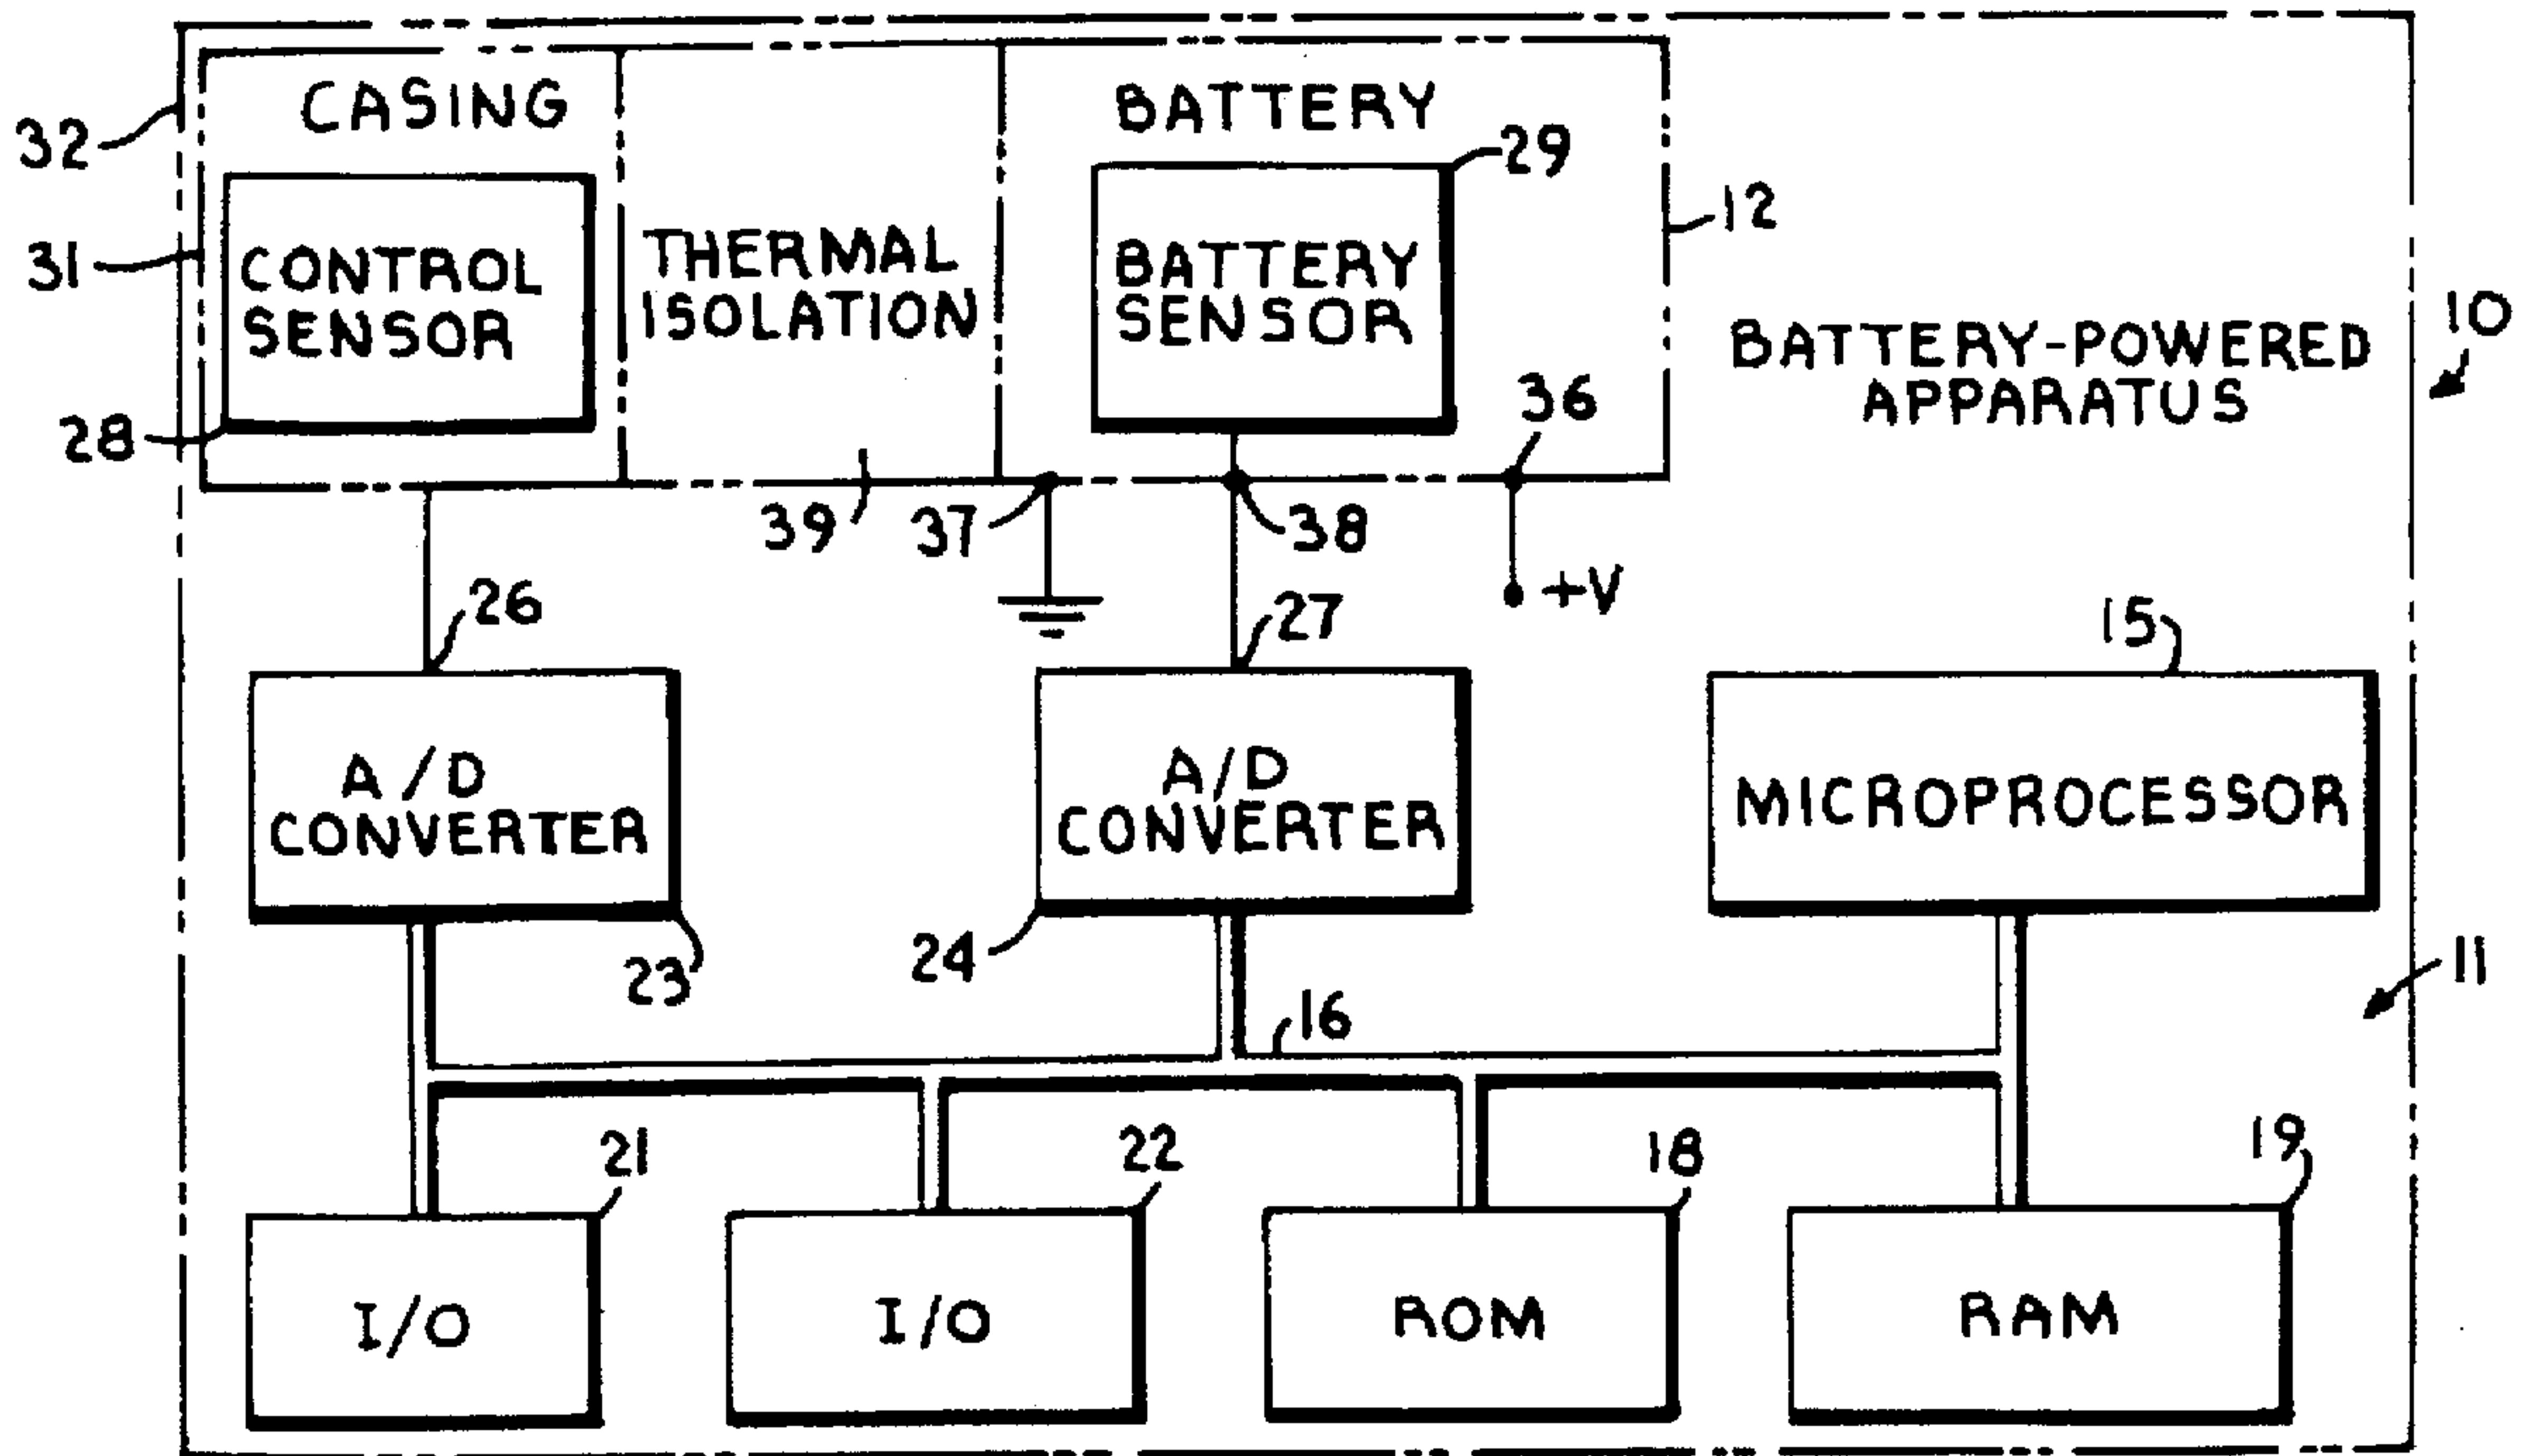 CASING
BATTERY
32
29
12
31
CONTROL
SENSOR
THERMAL
ISOLATION
BATTERY
SENSOR
10
BATTERY-POWERED
APPARATUS
28
36
39
37
38
+V
26
27
15
A/D
CONVERTER
A/D
CONVERTER
MICROPROCESSOR
23
24
11
16
21
22
18
19
I/O
I/O
ROM
RAM